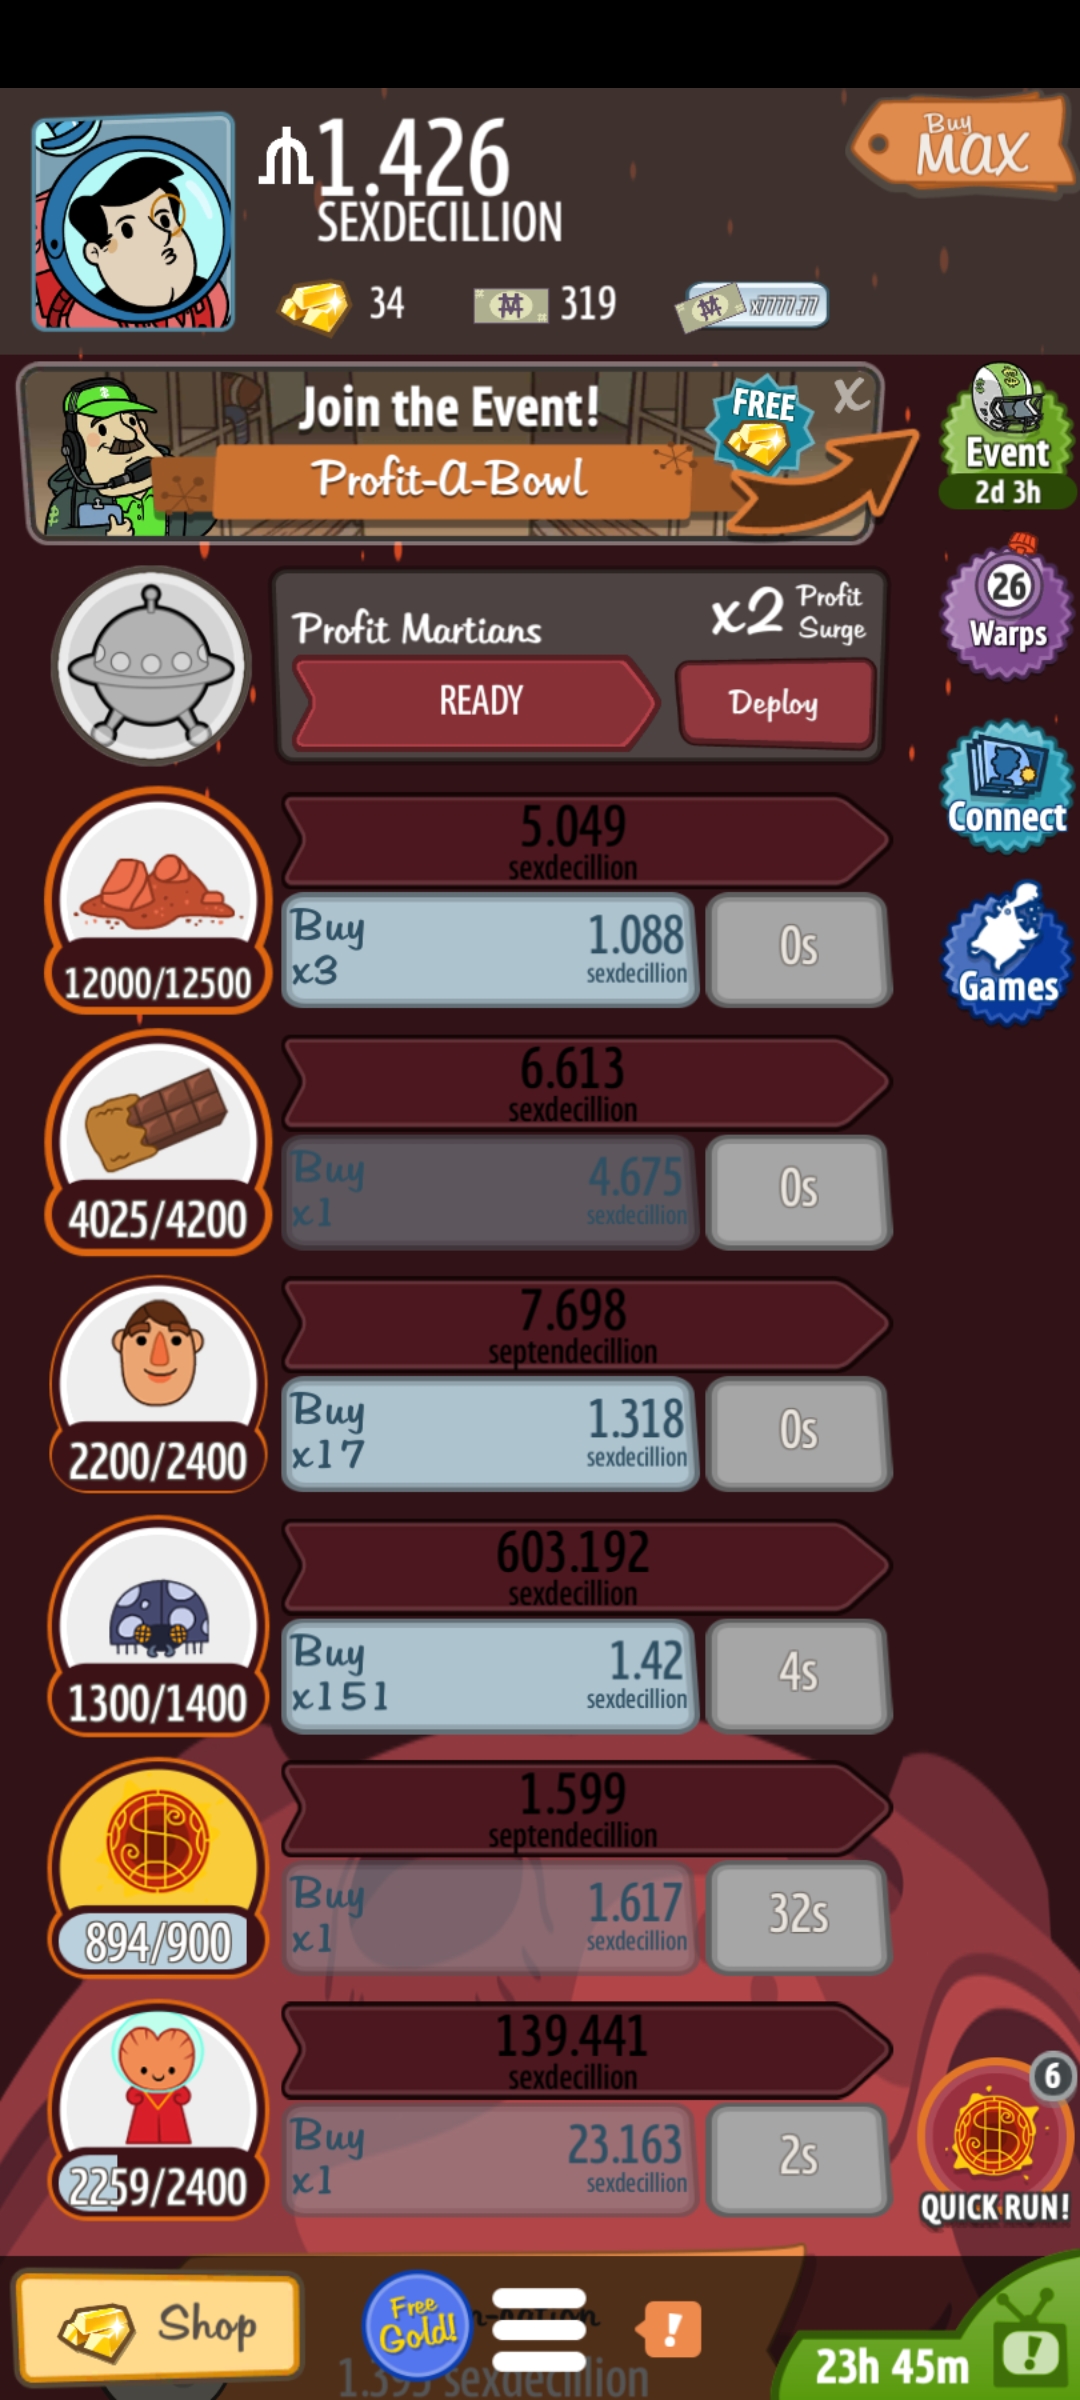 1.426
SEXDECILLION
Buy
MAX
34
319
x7777.77
Join the Event!
Profit-A-Bowl
FREE
X
Event
2d 3h
26
Warps
Profit Martians
x2 Profit
Surge
READY
Deploy
Connect
Games
5.049
sexdecillion
12000/12500
Buy
x3
1.088
sexdecillion
0s
6.613
sexdecillion
4025/4200
Buy
x1
4.675
sexdecillion
0s
7.698
septendecillion
2200/2400
Buy
x17
1.318
sexdecillion
0s
603.192
sexdecillion
1300/1400
Buy
x151
1.42
sexdecillion
4s
1.599
septendecillion
894/900
Buy
x1
1.617
sexdecillion
32s
139.441
sexdecillion
2259/2400
Buy
x1
23.163
sexdecillion
2s
6
QUICK RUN!
Shop
Free
Gold!
!
sexdecillion
23h 45m
!